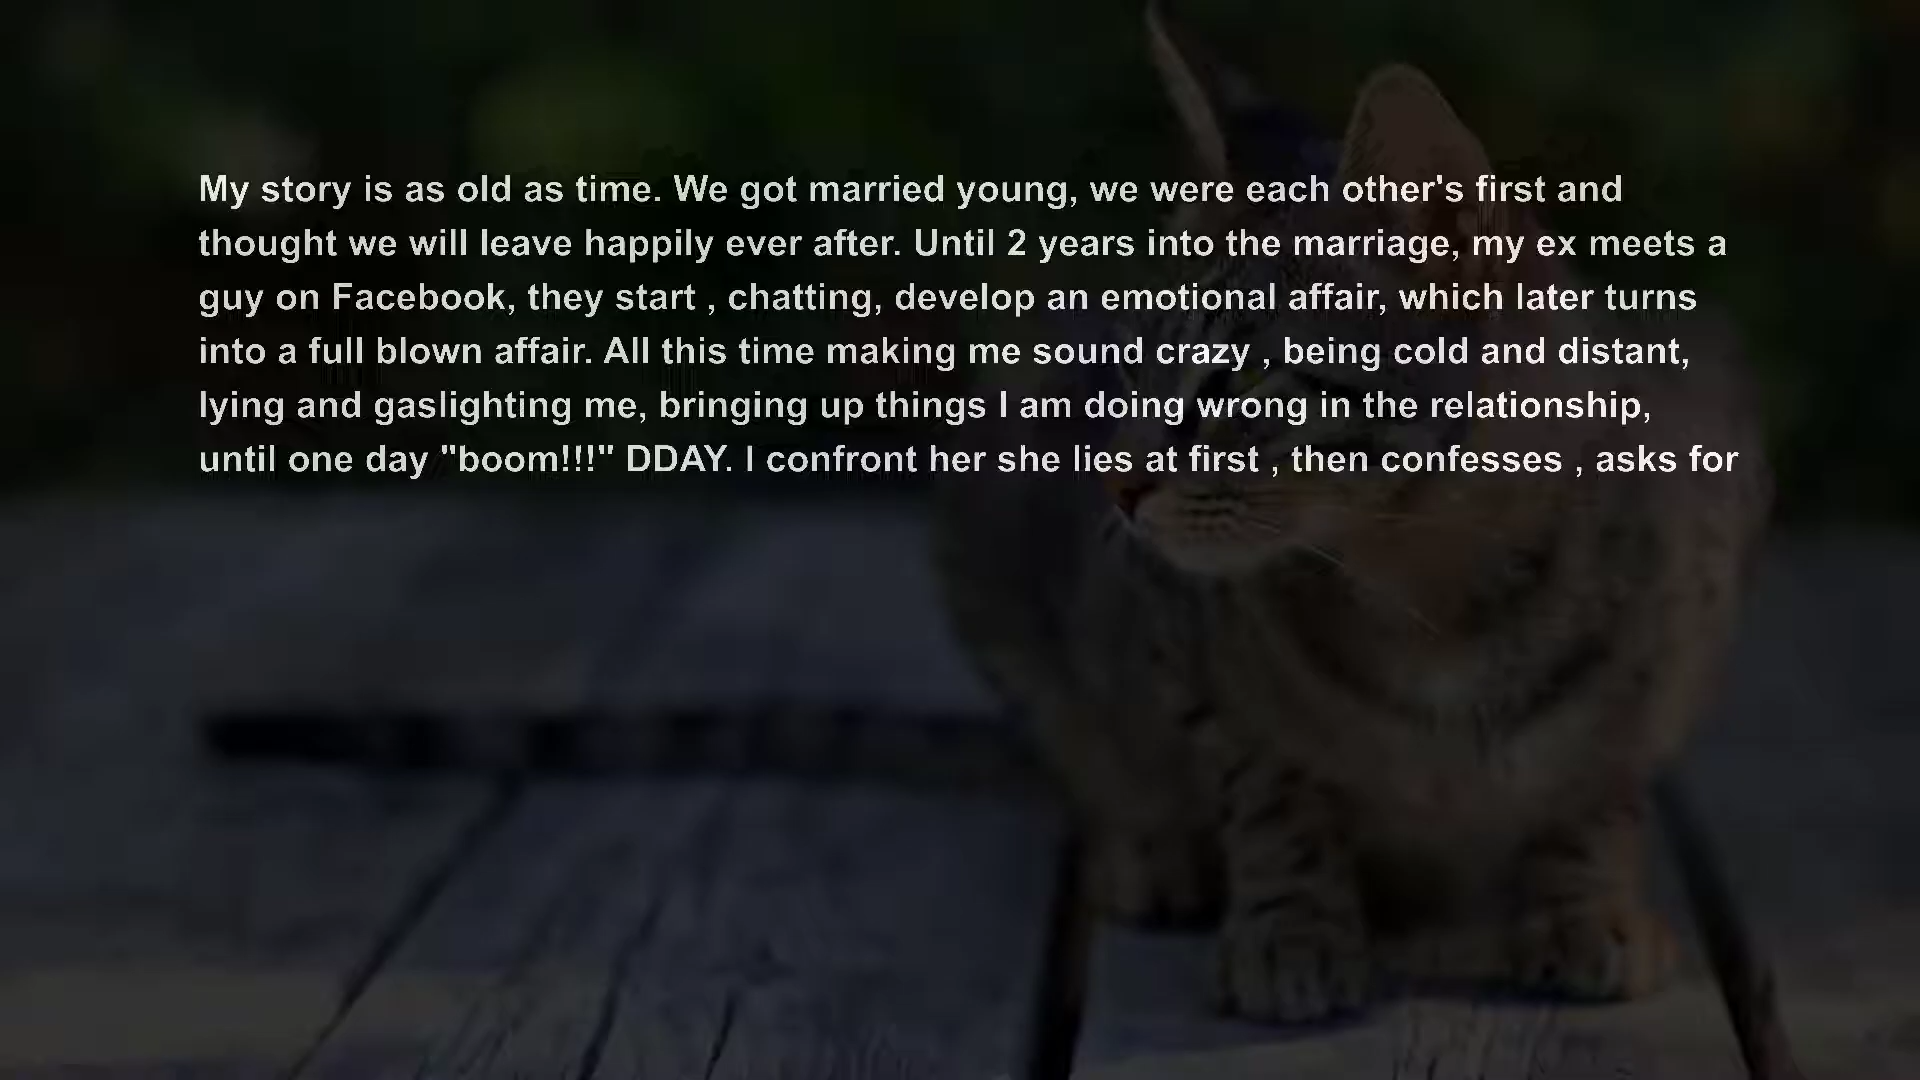 My story is as old as time. We got married young, we were each other's first and
thought we will leave happily ever after. Until 2 years into the marriage, my ex meets a
guy on Facebook, they start , chatting, develop an emotional affair, which later turns
into a full blown affair. All this time making me sound crazy , being cold and distant,
lying and gaslighting me, bringing up things I am doing wrong in the relationship,
until one day "boom!!!" DDAY. I confront her she lies at first , then confesses , asks for